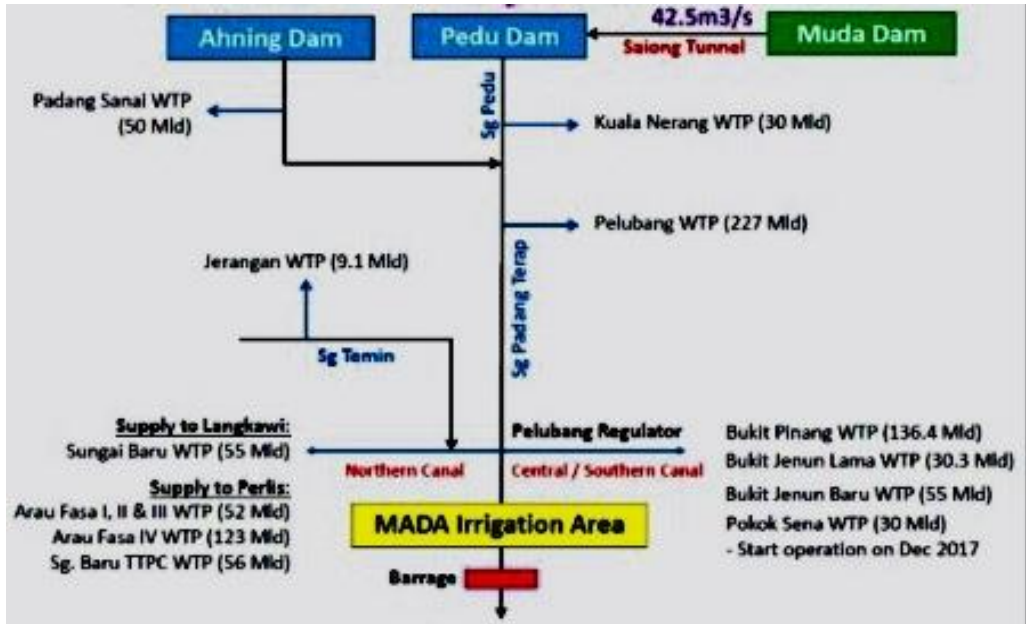 42.5m3/s
Ahning Dam
Pedu Dam
Muda Dam
Saiong Tunnel
Padang Sanai WTP
(50 Mld)
Sg Pedu
Kuala Nerang WTP (30 Mld)
Pelubang WTP (227 Mld)
Jerangan WTP (9.1 Mld)
Sg Padang Terap
Sg Temin
Supply to Langkawi:
Sungai Baru WTP (55 Mld)
Pelubang Regulator
Northern Canal
Central / Southern Canal
Bukit Pinang WTP (136.4 Mld)
Bukit Jenun Lama WTP (30.3 Mld)
Bukit Jenun Baru WTP (55 Mld)
Pokok Sena WTP (30 Mld)
- Start operation on Dec 2017
Supply to Perlis:
Arau Fasa I, II & III WTP (52 Mld)
Arau Fasa IV WTP (123 Mld)
Sg. Baru TTPC WTP (56 Mld)
MADA Irrigation Area
Barrage